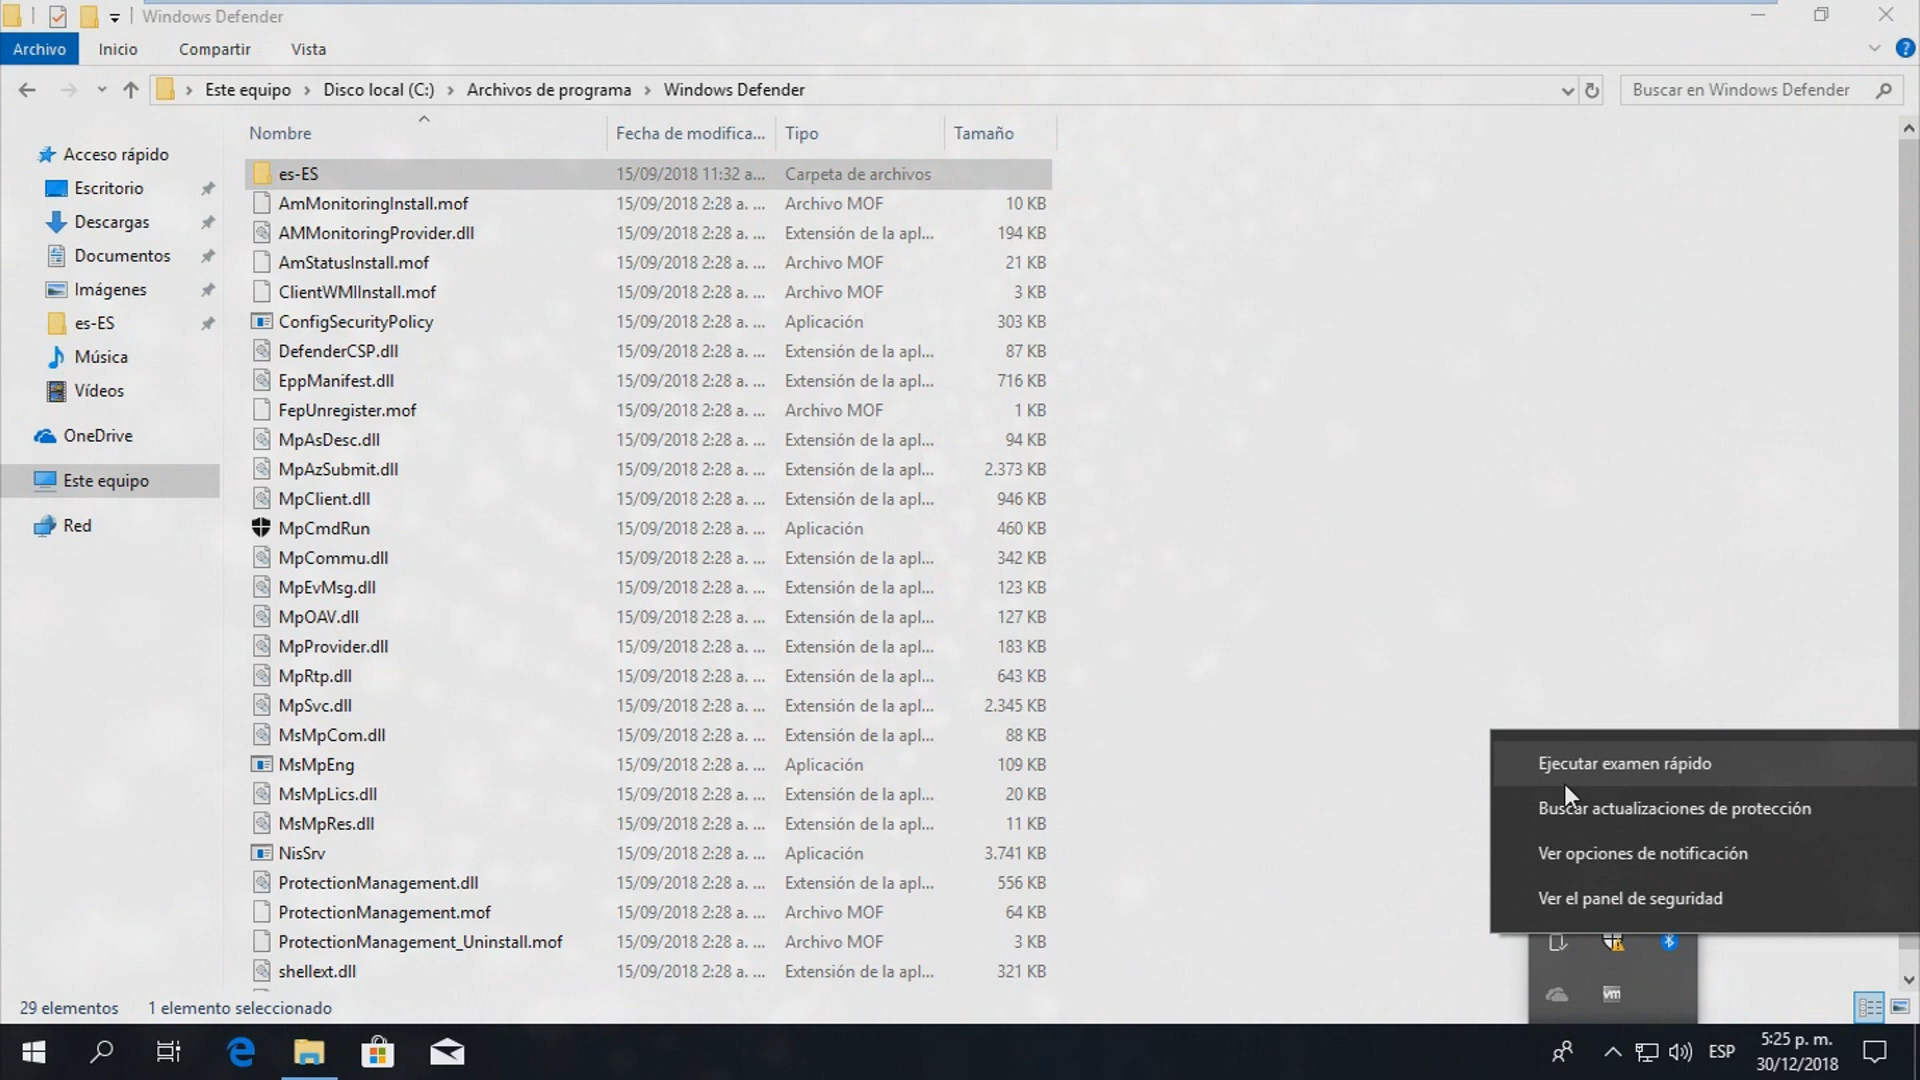 Windows Defender
Archivo Inicio Compartir Vista
Este equipo Disco local (C:) Archivos de programa Windows Defender
Buscar en Windows Defender
Nombre Fecha de modifica... Tipo Tamaño
Acceso rápido
Escritorio
Descargas
Documentos
Imágenes
es-ES
Música
Vídeos
OneDrive
Este equipo
Red
es-ES 15/09/2018 11:32 a... Carpeta de archivos
AmMonitoringInstall.mof 15/09/2018 2:28 a. ... Archivo MOF 10 KB
AMMonitoringProvider.dll 15/09/2018 2:28 a. ... Extensión de la apl... 194 KB
AmStatusInstall.mof 15/09/2018 2:28 a. ... Archivo MOF 21 KB
ClientWMIInstall.mof 15/09/2018 2:28 a. ... Archivo MOF 3 KB
ConfigSecurityPolicy 15/09/2018 2:28 a. ... Aplicación 303 KB
DefenderCSP.dll 15/09/2018 2:28 a. ... Extensión de la apl... 87 KB
EppManifest.dll 15/09/2018 2:28 a. ... Extensión de la apl... 716 KB
FepUnregister.mof 15/09/2018 2:28 a. ... Archivo MOF 1 KB
MpAsDesc.dll 15/09/2018 2:28 a. ... Extensión de la apl... 94 KB
MpAzSubmit.dll 15/09/2018 2:28 a. ... Extensión de la apl... 2.373 KB
MpClient.dll 15/09/2018 2:28 a. ... Extensión de la apl... 946 KB
MpCmdRun 15/09/2018 2:28 a. ... Aplicación 460 KB
MpCommu.dll 15/09/2018 2:28 a. ... Extensión de la apl... 342 KB
MpEvMsg.dll 15/09/2018 2:28 a. ... Extensión de la apl... 123 KB
MpOAV.dll 15/09/2018 2:28 a. ... Extensión de la apl... 127 KB
MpProvider.dll 15/09/2018 2:28 a. ... Extensión de la apl... 183 KB
MpRtp.dll 15/09/2018 2:28 a. ... Extensión de la apl... 643 KB
MpSvc.dll 15/09/2018 2:28 a. ... Extensión de la apl... 2.345 KB
MsMpCom.dll 15/09/2018 2:28 a. ... Extensión de la apl... 88 KB
MsMpEng 15/09/2018 2:28 a. ... Aplicación 109 KB
MsMpLics.dll 15/09/2018 2:28 a. ... Extensión de la apl... 20 KB
MsMpRes.dll 15/09/2018 2:28 a. ... Extensión de la apl... 11 KB
NisSrv 15/09/2018 2:28 a. ... Aplicación 3.741 KB
ProtectionManagement.dll 15/09/2018 2:28 a. ... Extensión de la apl... 556 KB
ProtectionManagement.mof 15/09/2018 2:28 a. ... Archivo MOF 64 KB
ProtectionManagement_Uninstall.mof 15/09/2018 2:28 a. ... Archivo MOF 3 KB
shellext.dll 15/09/2018 2:28 a. ... Extensión de la apl... 321 KB
Ejecutar examen rápido
Buscar actualizaciones de protección
Ver opciones de notificación
Ver el panel de seguridad
vm
29 elementos 1 elemento seleccionado
ESP
5:25 p. m.
30/12/2018